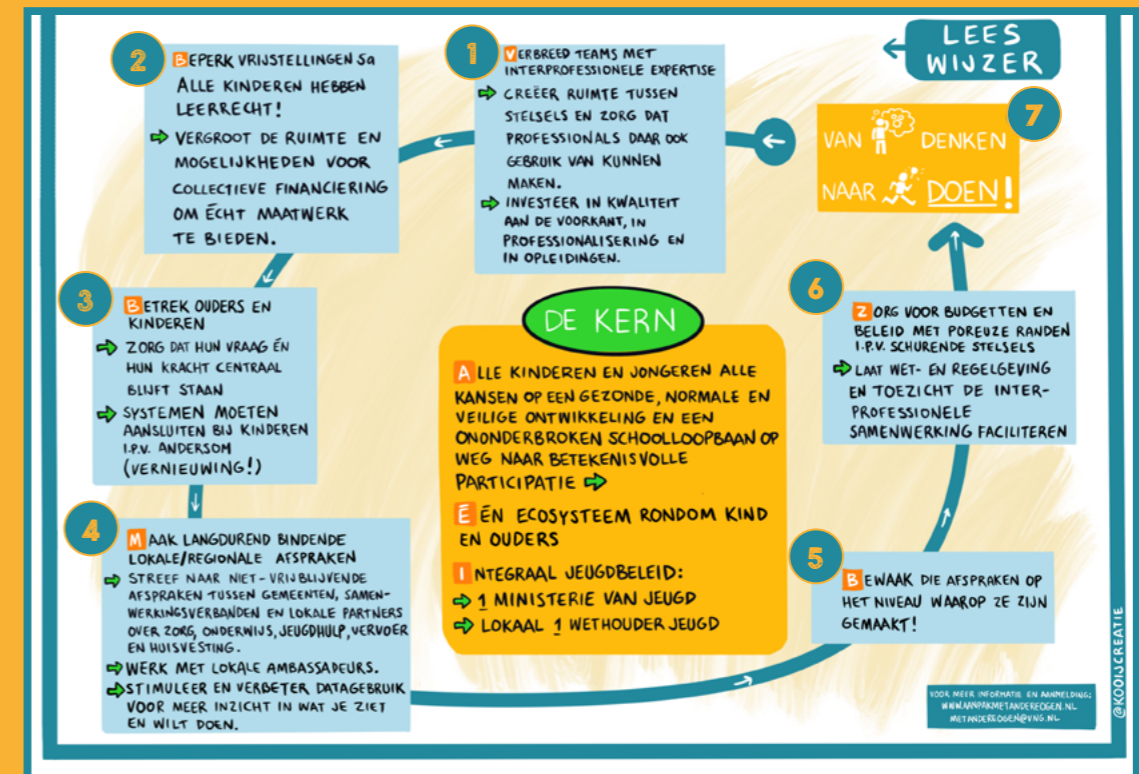 LEES
WIJZER
7
VAN DENKEN
NAAR DOEN!
1
VERBREED TEAMS MET
INTERPROFESSIONELE EXPERTISE
CREËER RUIMTE TUSSEN
STELSELS EN ZORG DAT
PROFESSIONALS DAAR OOK
GEBRUIK VAN KUNNEN
MAKEN.
INVESTEER IN KWALITEIT
AAN DE VOORKANT, IN
PROFESSIONALISERING EN
IN OPLEIDINGEN.
2
BEPERK VRIJSTELLINGEN 5a
ALLE KINDEREN HEBBEN
LEERRECHT!
VERGROOT DE RUIMTE EN
MOGELIJKHEDEN VOOR
COLLECTIEVE FINANCIERING
OM ÉCHT MAATWERK
TE BIEDEN.
3
BETREK OUDERS EN
KINDEREN
ZORG DAT HUN VRAAG ÉN
HUN KRACHT CENTRAAL
BLIJFT STAAN
SYSTEMEN MOETEN
AANSLUITEN BIJ KINDEREN
I.P.V. ANDERSOM
(VERNIEUWING!)
4
MAAK LANGDUREND BINDENDE
LOKALE/REGIONALE AFSPRAKEN
STREEF NAAR NIET-VRIJBLIJVENDE
AFSPRAKEN TUSSEN GEMEENTEN, SAMEN-
WERKINGSVERBANDEN EN LOKALE PARTNERS
OVER ZORG, ONDERWIJS, JEUGDHULP, VERVOER
EN HUISVESTING.
WERK MET LOKALE AMBASSADEURS.
STIMULEER EN VERBETER DATAGEBRUIK
VOOR MEER INZICHT IN WAT JE ZIET
EN WILT DOEN.
5
BEWAAK DIE AFSPRAKEN OP
HET NIVEAU WAAROP ZE ZIJN
GEMAAKT!
6
ZORG VOOR BUDGETTEN EN
BELEID MET POREUZE RANDEN
I.P.V. SCHURENDE STELSELS
LAAT WET- EN REGELGEVING
EN TOEZICHT DE INTER-
PROFESSIONELE
SAMENWERKING FACILITEREN
DE KERN
ALLE KINDEREN EN JONGEREN ALLE
KANSEN OP EEN GEZONDE, NORMALE EN
VEILIGE ONTWIKKELING EN EEN
ONONDERBROKEN SCHOOLLOOPBAAN OP
WEG NAAR BETEKENISVOLLE
PARTICIPATIE
ÉÉN ECOSYSTEEM RONDOM KIND
EN OUDERS
INTEGRAAL JEUGDBELEID:
1 MINISTERIE VAN JEUGD
LOKAAL 1 WETHOUDER JEUGD
VOOR MEER INFORMATIE EN AANMELDING:
WWW.AANPAKMETANDEREOGEN.NL
METANDEREOGEN@VNG.NL
@KOOIJCREATIE